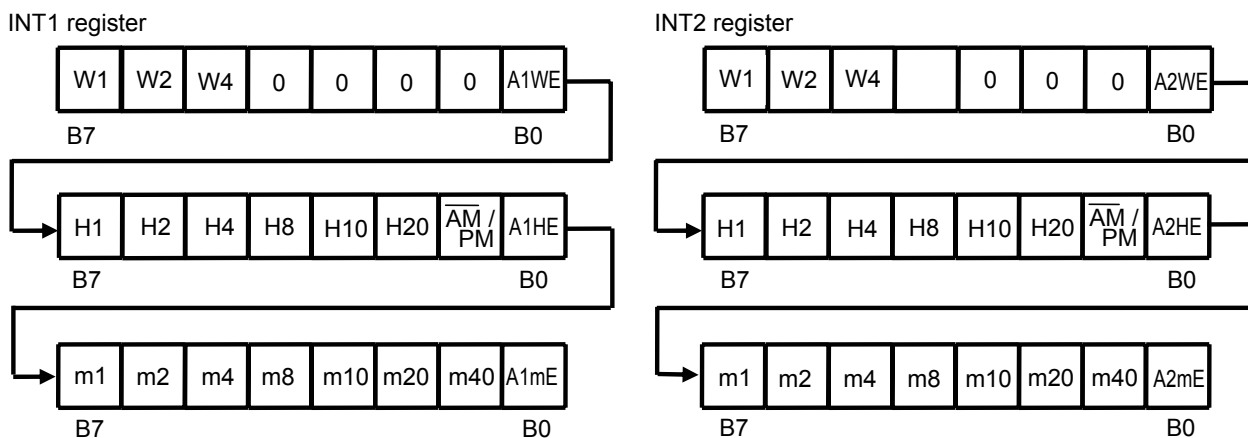 INT1 register
W1 W2 W4 0 0 0 0 A1WE
B7 B0
H1 H2 H4 H8 H10 H20 A̅M̅ / PM A1HE
B7 B0
m1 m2 m4 m8 m10 m20 m40 A1mE
B7 B0
INT2 register
W1 W2 W4 0 0 0 A2WE
B7 B0
H1 H2 H4 H8 H10 H20 A̅M̅ / PM A2HE
B7 B0
m1 m2 m4 m8 m10 m20 m40 A2mE
B7 B0